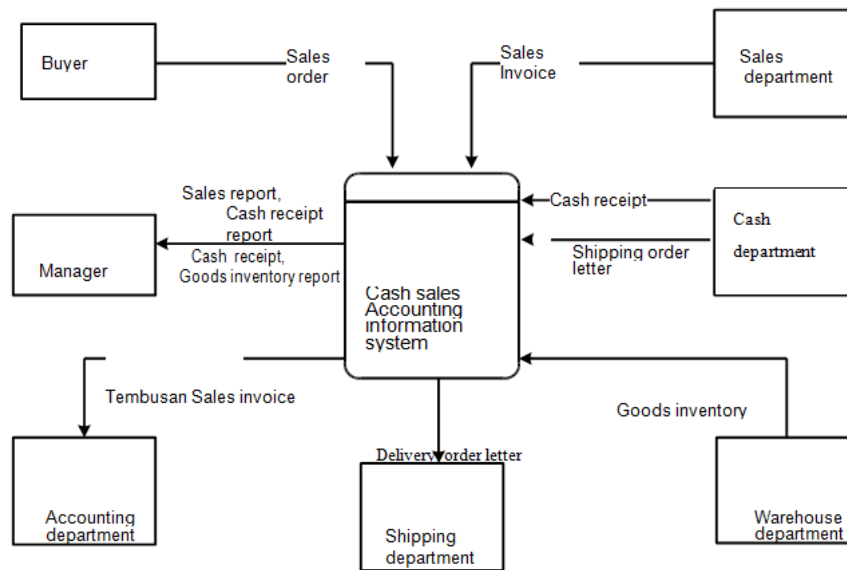 Buyer
Sales
order
Sales
Invoice
Sales
department
Sales report,
Cash receipt
report
Cash receipt,
Goods inventory report
Manager
Cash receipt
Shipping order
letter
Cash
department
Cash sales
Accounting
information
system
Tembusan Sales invoice
Goods inventory
Delivery order letter
Accounting
department
Shipping
department
Warehouse
department